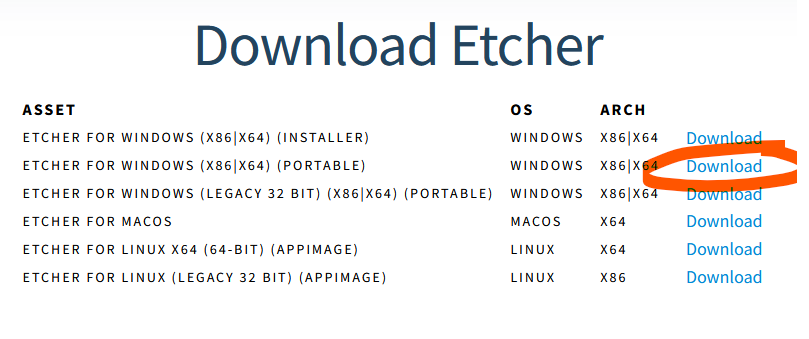 Download Etcher
ASSET OS ARCH
ETCHER FOR WINDOWS (X86|X64) (INSTALLER) WINDOWS X86|X64 Download
ETCHER FOR WINDOWS (X86|X64) (PORTABLE) WINDOWS X86|X64 Download
ETCHER FOR WINDOWS (LEGACY 32 BIT) (X86|X64) (PORTABLE) WINDOWS X86|X64 Download
ETCHER FOR MACOS MACOS X64 Download
ETCHER FOR LINUX X64 (64-BIT) (APPIMAGE) LINUX X64 Download
ETCHER FOR LINUX (LEGACY 32 BIT) (APPIMAGE) LINUX X86 Download